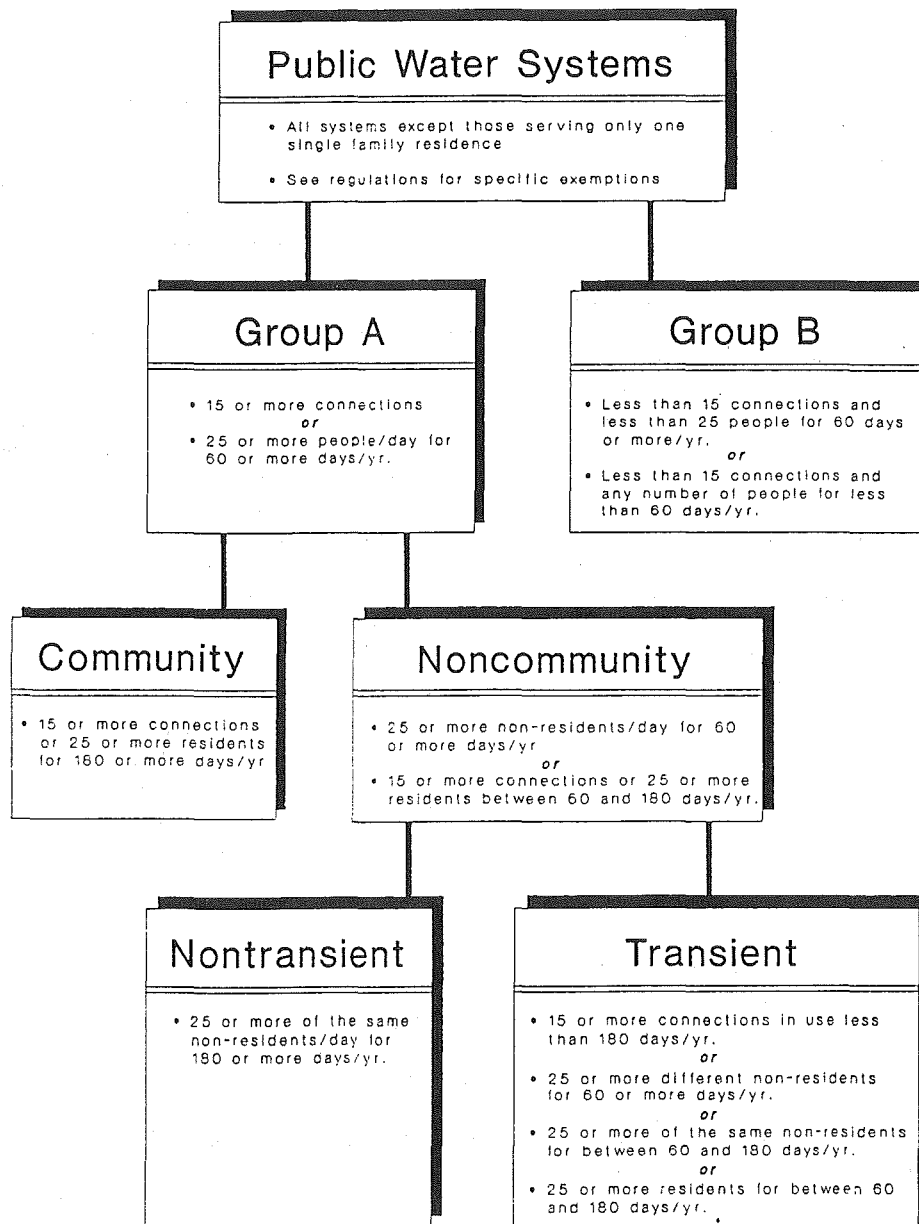 Public Water Systems
• All systems except those serving only one
single family residence
• See regulations for specific exemptions
Group A
• 15 or more connections
or
• 25 or more people/day for
60 or more days/yr.
Group B
• Less than 15 connections and
less than 25 people for 60 days
or more/yr.
or
• Less than 15 connections and
any number of people for less
than 60 days/yr.
Community
• 15 or more connections
or 25 or more residents
for 180 or more days/yr
Noncommunity
• 25 or more non-residents/day for 60
or more days/yr
or
• 15 or more connections or 25 or more
residents between 60 and 180 days/yr.
Nontransient
• 25 or more of the same
non-residents/day for
180 or more days/yr.
Transient
• 15 or more connections in use less
than 180 days/yr.
or
• 25 or more different non-residents
for 60 or more days/yr.
or
• 25 or more of the same non-residents
for between 60 and 180 days/yr.
or
• 25 or more residents for between 60
and 180 days/yr.